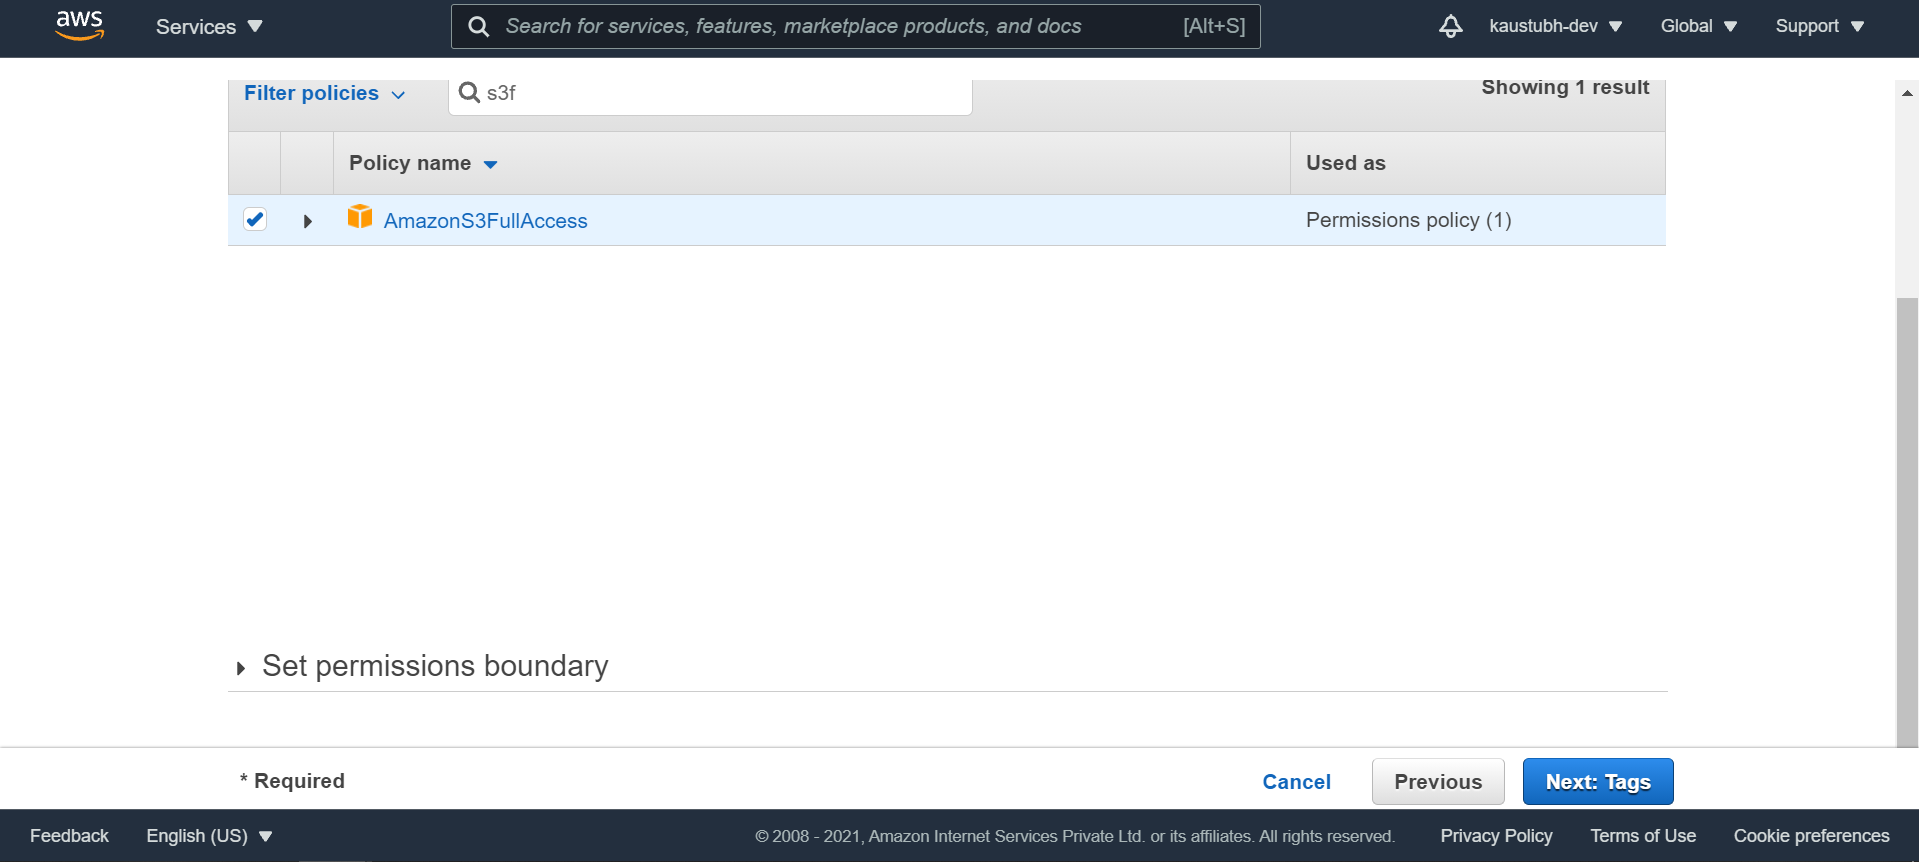 aws Services Search for services, features, marketplace products, and docs [Alt+S] kaustubh-dev Global Support
Filter policies s3f Showing 1 result
Policy name Used as
AmazonS3FullAccess Permissions policy (1)
Set permissions boundary
* Required Cancel Previous Next: Tags
Feedback English (US) © 2008 - 2021, Amazon Internet Services Private Ltd. or its affiliates. All rights reserved. Privacy Policy Terms of Use Cookie preferences